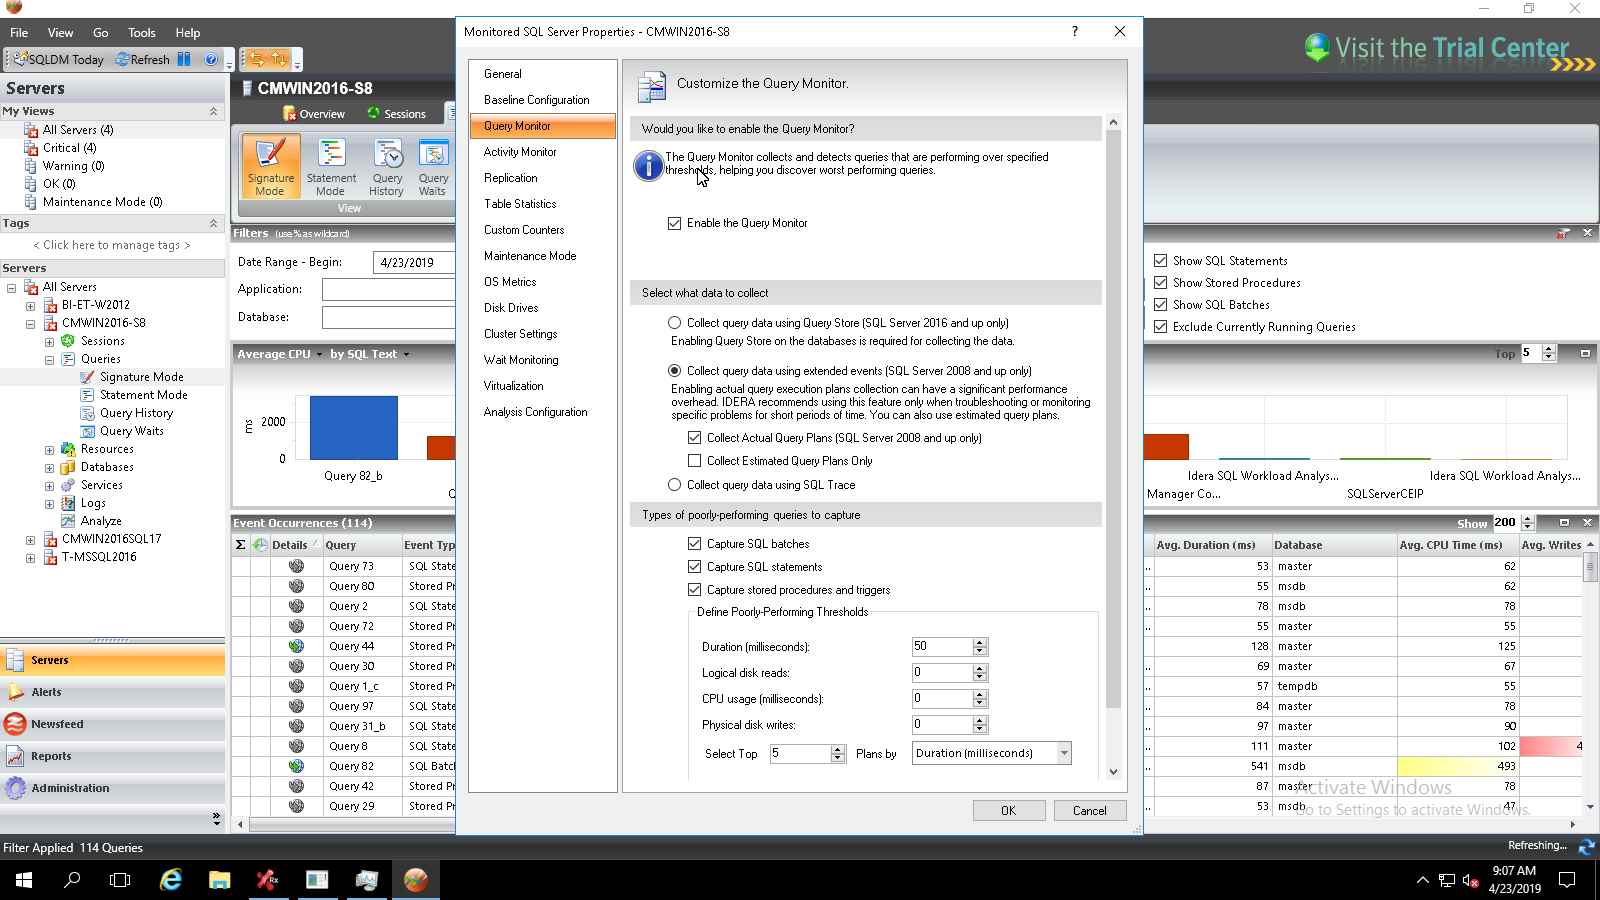 File View Go Tools Help
SQLDM Today Refresh
Visit the Trial Center
Servers
My Views
All Servers (4)
Critical (4)
Warning (0)
OK (0)
Maintenance Mode (0)
Tags
< Click here to manage tags >
Servers
All Servers
BI-ET-W2012
CMWIN2016-S8
Sessions
Queries
Signature Mode
Statement Mode
Query History
Query Waits
Resources
Databases
Services
Logs
Analyze
CMWIN2016SQL17
T-MSSQL2016
Servers
Alerts
Newsfeed
Reports
Administration
CMWIN2016-S8
Overview Sessions
Signature Mode
Statement Mode
Query History
Query Waits
View
Filters (use % as wildcard)
Date Range - Begin: 4/23/2019
Application:
Database:
Average CPU by SQL Text
ms
2000
0
Query 82_b
Event Occurrences (114)
Σ Details Query Event Typ
Query 73 SQL State
Query 80 Stored Pr
Query 2 SQL State
Query 72 Stored Pr
Query 44 Stored Pr
Query 30 Stored Pr
Query 1_c Stored Pr
Query 97 SQL State
Query 31_b SQL State
Query 8 SQL State
Query 82 SQL Batcl
Query 42 Stored Pr
Query 29 Stored Pr
Monitored SQL Server Properties - CMWIN2016-S8
?
General
Baseline Configuration
Query Monitor
Activity Monitor
Replication
Table Statistics
Custom Counters
Maintenance Mode
OS Metrics
Disk Drives
Cluster Settings
Wait Monitoring
Virtualization
Analysis Configuration
Customize the Query Monitor.
Would you like to enable the Query Monitor?
The Query Monitor collects and detects queries that are performing over specified
thresholds, helping you discover worst performing queries.
Enable the Query Monitor
Select what data to collect
Collect query data using Query Store (SQL Server 2016 and up only)
Enabling Query Store on the databases is required for collecting the data.
Collect query data using extended events (SQL Server 2008 and up only)
Enabling actual query execution plans collection can have a significant performance
overhead. IDERA recommends using this feature only when troubleshooting or monitoring
specific problems for short periods of time. You can also use estimated query plans.
Collect Actual Query Plans (SQL Server 2008 and up only)
Collect Estimated Query Plans Only
Collect query data using SQL Trace
Types of poorly-performing queries to capture
Capture SQL batches
Capture SQL statements
Capture stored procedures and triggers
Define Poorly-Performing Thresholds
Duration (milliseconds): 50
Logical disk reads: 0
CPU usage (milliseconds): 0
Physical disk writes: 0
Select Top 5 Plans by Duration (milliseconds)
OK Cancel
Show SQL Statements
Show Stored Procedures
Show SQL Batches
Exclude Currently Running Queries
Top 5
Idera SQL Workload Analys... Idera SQL Workload Analys...
Manager Co... SQLServerCEIP
Show 200
Avg. Duration (ms) Database Avg. CPU Time (ms) Avg. Writes
53 master 62
55 msdb 62
78 msdb 78
55 master 55
128 master 125
69 master 67
57 tempdb 55
84 master 78
97 master 90
111 master 102 4
541 msdb 493
87 master 78
53 msdb 47
Activate Windows
Go to Settings to activate Windows.
Filter Applied 114 Queries
Refreshing...
9:07 AM
4/23/2019